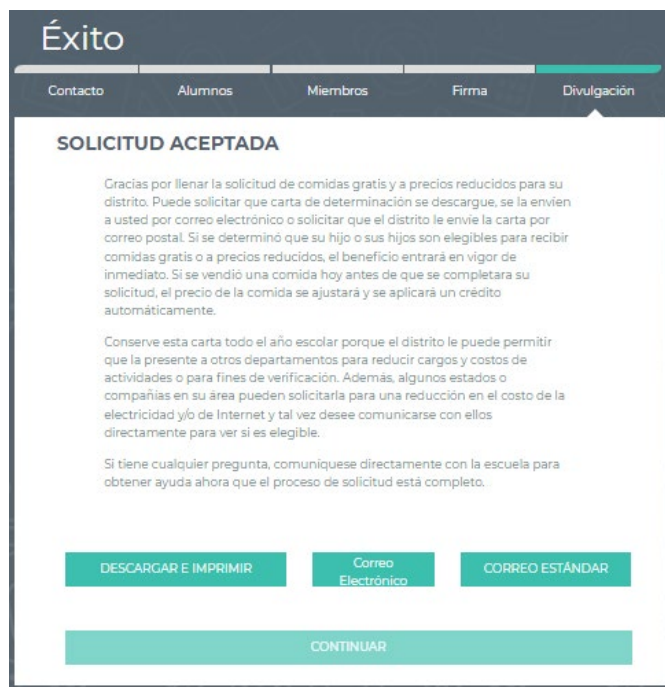 Éxito
Contacto
Alumnos
Miembros
Firma
Divulgación
SOLICITUD ACEPTADA
Gracias por llenar la solicitud de comidas gratis y a precios reducidos para su
distrito. Puede solicitar que carta de determinación se descargue, se la envíen
a usted por correo electrónico o solicitar que el distrito le envíe la carta por
correo postal. Si se determinó que su hijo o sus hijos son elegibles para recibir
comidas gratis o a precios reducidos, el beneficio entrará en vigor de
inmediato. Si se vendió una comida hoy antes de que se completara su
solicitud, el precio de la comida se ajustará y se aplicará un crédito
automáticamente.
Conserve esta carta todo el año escolar porque el distrito le puede permitir
que la presente a otros departamentos para reducir cargos y costos de
actividades o para fines de verificación. Además, algunos estados o
compañías en su área pueden solicitarla para una reducción en el costo de la
electricidad y/o de Internet y tal vez desee comunicarse con ellos
directamente para ver si es elegible.
Si tiene cualquier pregunta, comuníquese directamente con la escuela para
obtener ayuda ahora que el proceso de solicitud está completo.
DESCARGAR E IMPRIMIR
Correo
Electrónico
CORREO ESTÁNDAR
CONTINUAR